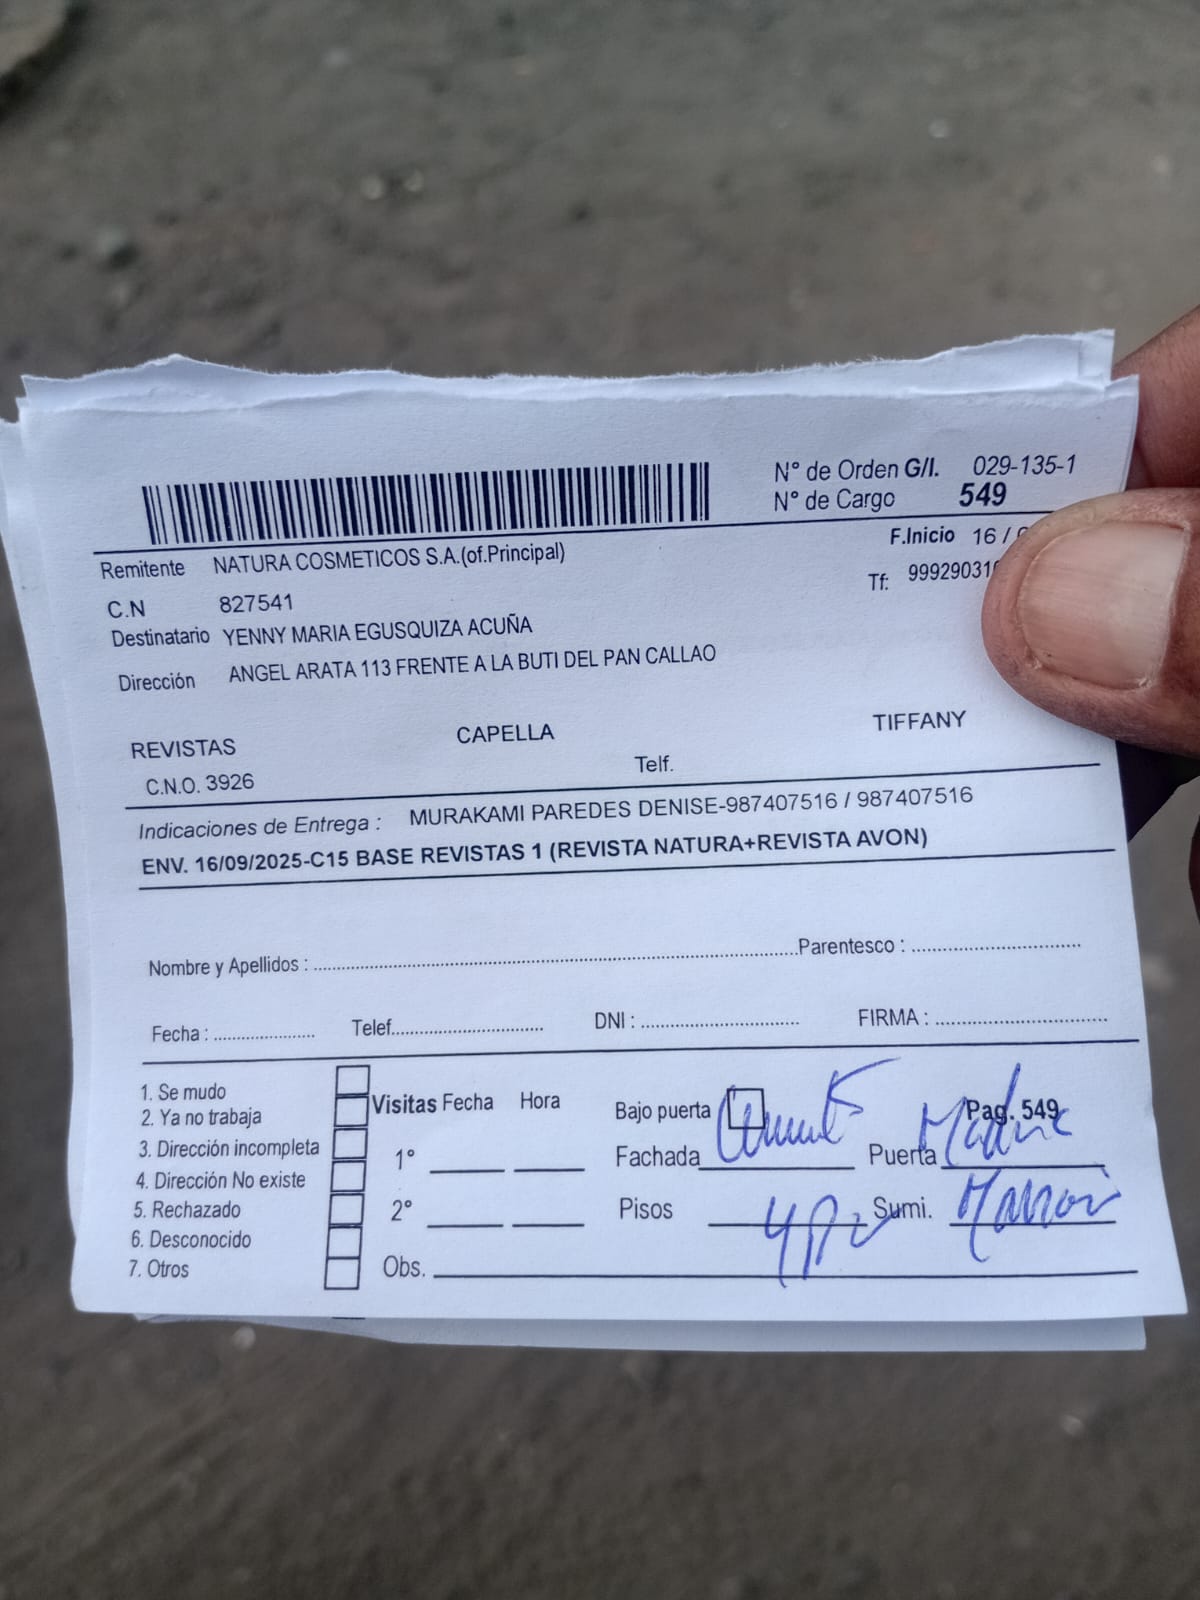 N° de Orden G/I. 029-135-1
N° de Cargo 549
F.Inicio 16 /
Remitente NATURA COSMETICOS S.A.(of.Principal)
Tf: 99929031
C.N 827541
Destinatario YENNY MARIA EGUSQUIZA ACUÑA
Dirección ANGEL ARATA 113 FRENTE A LA BUTI DEL PAN CALLAO
REVISTAS CAPELLA TIFFANY
C.N.O. 3926 Telf.
Indicaciones de Entrega : MURAKAMI PAREDES DENISE-987407516 / 987407516
ENV. 16/09/2025-C15 BASE REVISTAS 1 (REVISTA NATURA+REVISTA AVON)
Nombre y Apellidos : Parentesco :
Fecha : Telef. DNI : FIRMA :
1. Se mudo
2. Ya no trabaja
3. Dirección incompleta
4. Dirección No existe
5. Rechazado
6. Desconocido
7. Otros
Visitas Fecha Hora
1°
2°
Obs.
Bajo puerta Pag. 549
Fachada Puerta
Pisos Sumi.